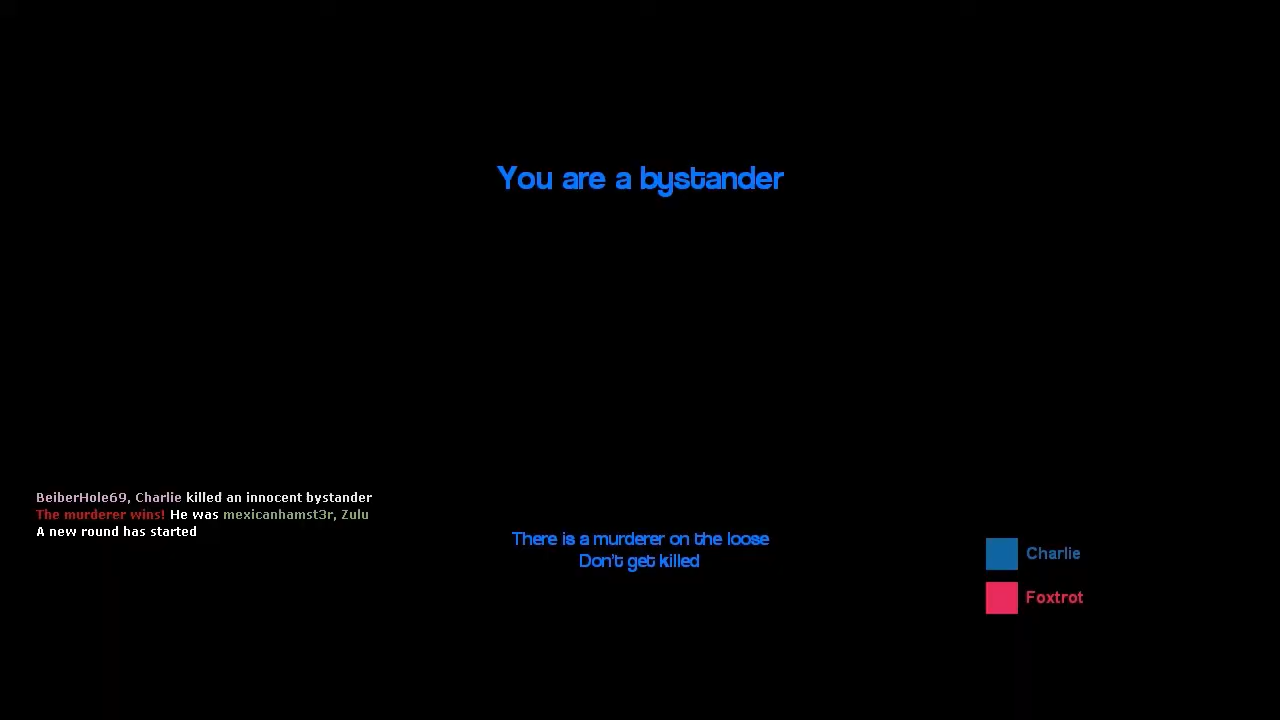 You are a bystander
BeiberHole69, Charlie killed an innocent bystander
The murderer wins! He was mexicanhamst3r, Zulu
A new round has started
There is a murderer on the loose
Don't get killed
Charlie
Foxtrot